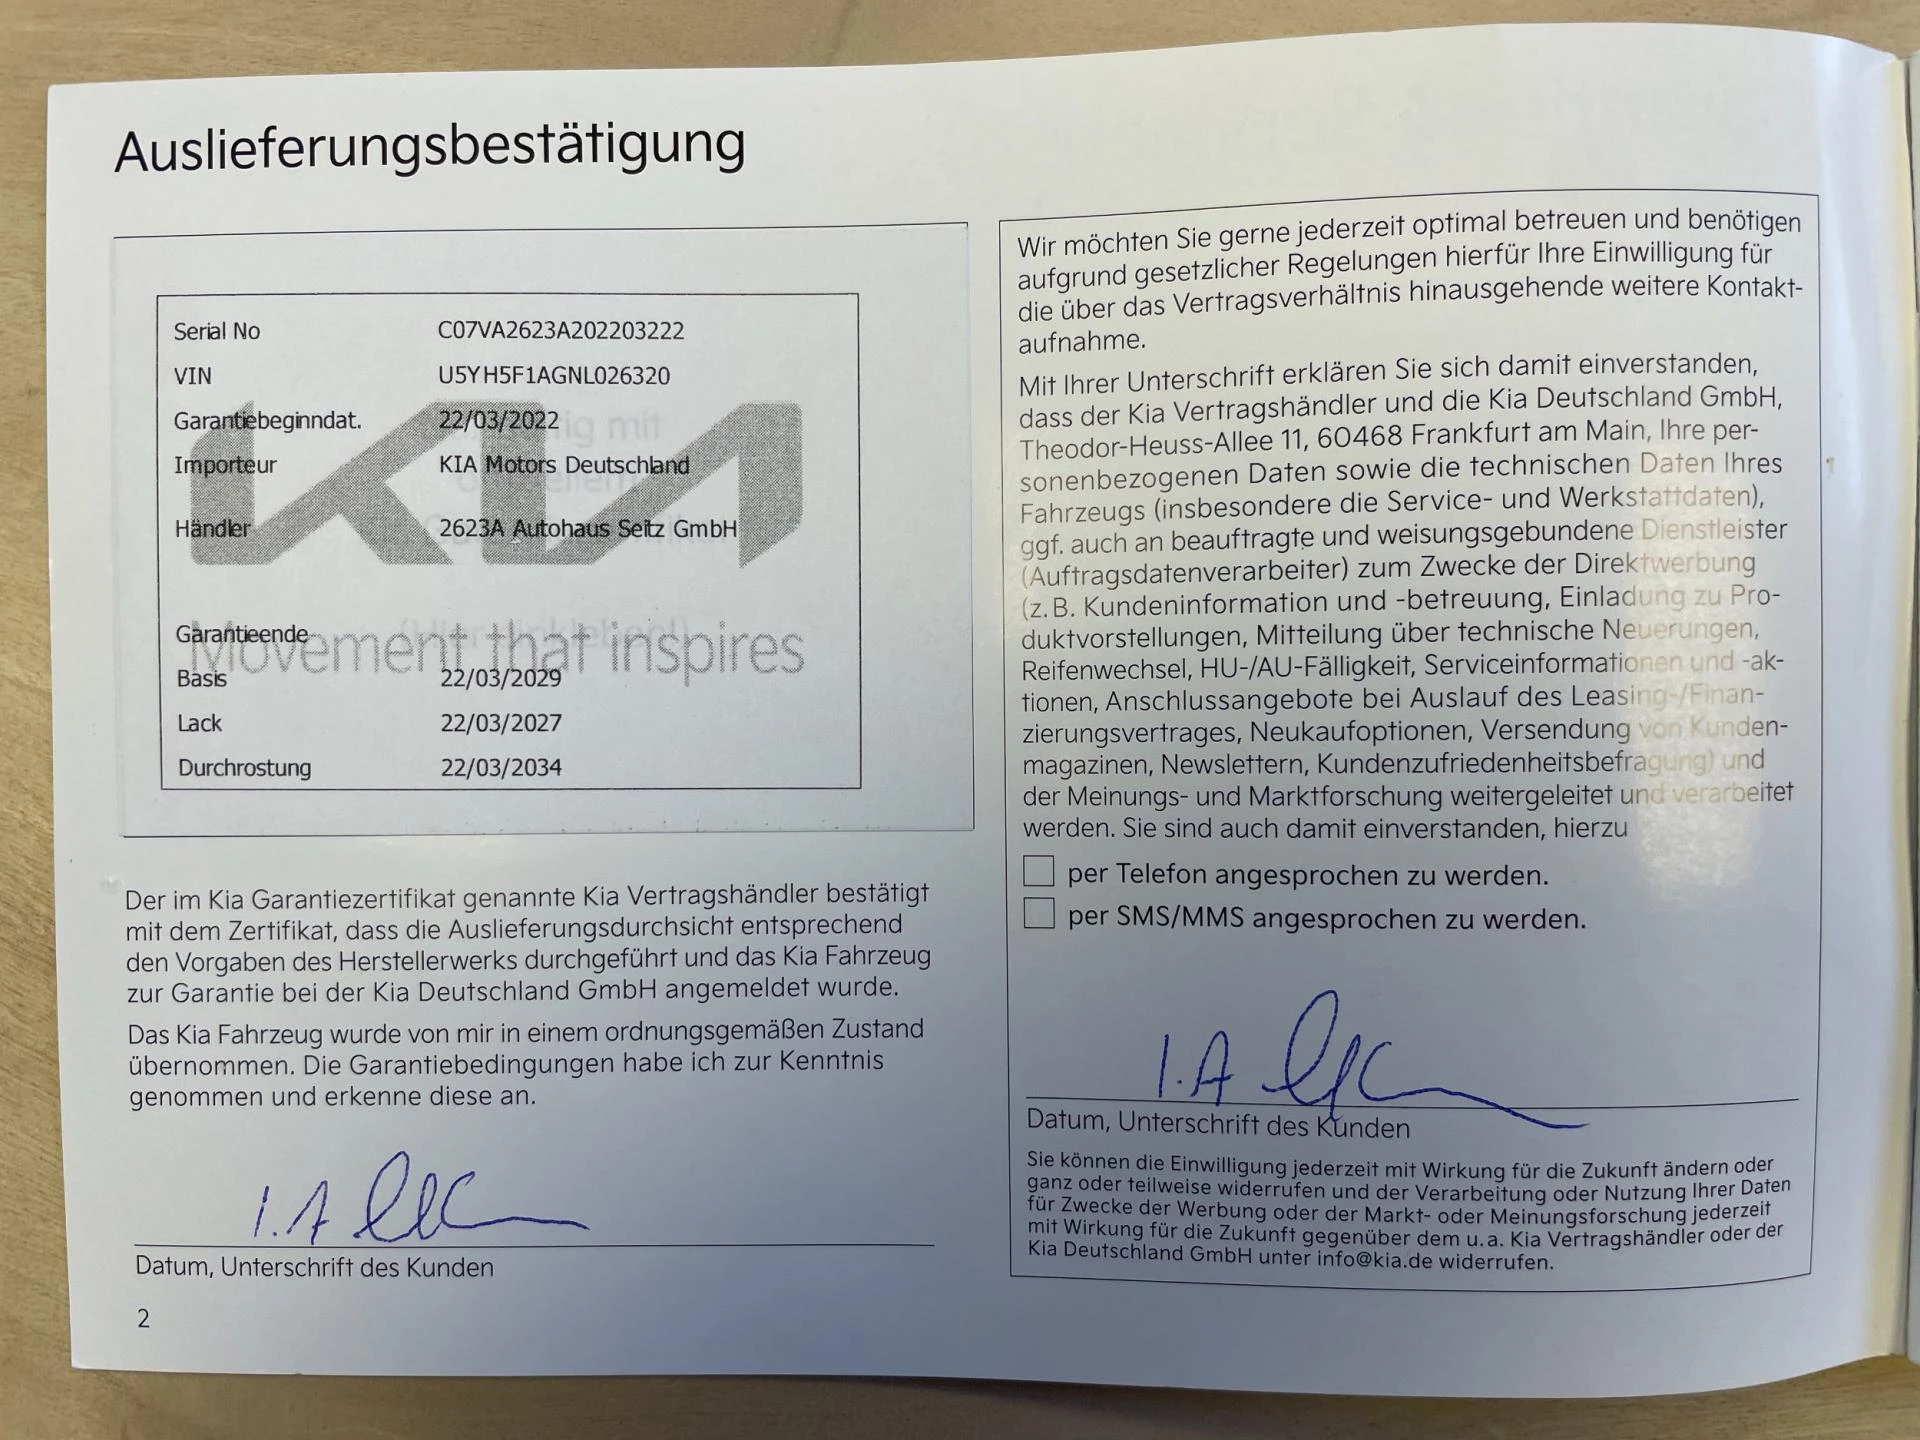 Auslieferungsbestätigung
Serial No C07VA2623A202203222
VIN U5YH5F1AGNL026320
Garantiebeginndat. 22/03/2022
Importeur KIA Motors Deutschland
Händler 2623A Autohaus Seitz GmbH
KIA
Movement that inspires
Garantieende
Basis 22/03/2029
Lack 22/03/2027
Durchrostung 22/03/2034
Der im Kia Garantiezertifikat genannte Kia Vertragshändler bestätigt
mit dem Zertifikat, dass die Auslieferungsdurchsicht entsprechend
den Vorgaben des Herstellerwerks durchgeführt und das Kia Fahrzeug
zur Garantie bei der Kia Deutschland GmbH angemeldet wurde.
Das Kia Fahrzeug wurde von mir in einem ordnungsgemäßen Zustand
übernommen. Die Garantiebedingungen habe ich zur Kenntnis
genommen und erkenne diese an.
I.A
Datum, Unterschrift des Kunden
2
Wir möchten Sie gerne jederzeit optimal betreuen und benötigen
aufgrund gesetzlicher Regelungen hierfür Ihre Einwilligung für
die über das Vertragsverhältnis hinausgehende weitere Kontakt-
aufnahme.
Mit Ihrer Unterschrift erklären Sie sich damit einverstanden,
dass der Kia Vertragshändler und die Kia Deutschland GmbH,
Theodor-Heuss-Allee 11, 60468 Frankfurt am Main, Ihre per-
sonenbezogenen Daten sowie die technischen Daten Ihres
Fahrzeugs (insbesondere die Service- und Werkstattdaten),
ggf. auch an beauftragte und weisungsgebundene Dienstleister
(Auftragsdatenverarbeiter) zum Zwecke der Direktwerbung
(z. B. Kundeninformation und -betreuung, Einladung zu Pro-
duktvorstellungen, Mitteilung über technische Neuerungen,
Reifenwechsel, HU-/AU-Fälligkeit, Serviceinformationen und -ak-
tionen, Anschlussangebote bei Auslauf des Leasing-/Finan-
zierungsvertrages, Neukaufoptionen, Versendung von Kunden-
magazinen, Newslettern, Kundenzufriedenheitsbefragung) und
der Meinungs- und Marktforschung weitergeleitet und verarbeitet
werden. Sie sind auch damit einverstanden, hierzu
per Telefon angesprochen zu werden.
per SMS/MMS angesprochen zu werden.
I.A
Datum, Unterschrift des Kunden
Sie können die Einwilligung jederzeit mit Wirkung für die Zukunft ändern oder
ganz oder teilweise widerrufen und der Verarbeitung oder Nutzung Ihrer Daten
für Zwecke der Werbung oder der Markt- oder Meinungsforschung jederzeit
mit Wirkung für die Zukunft gegenüber dem u. a. Kia Vertragshändler oder der
Kia Deutschland GmbH unter info@kia.de widerrufen.